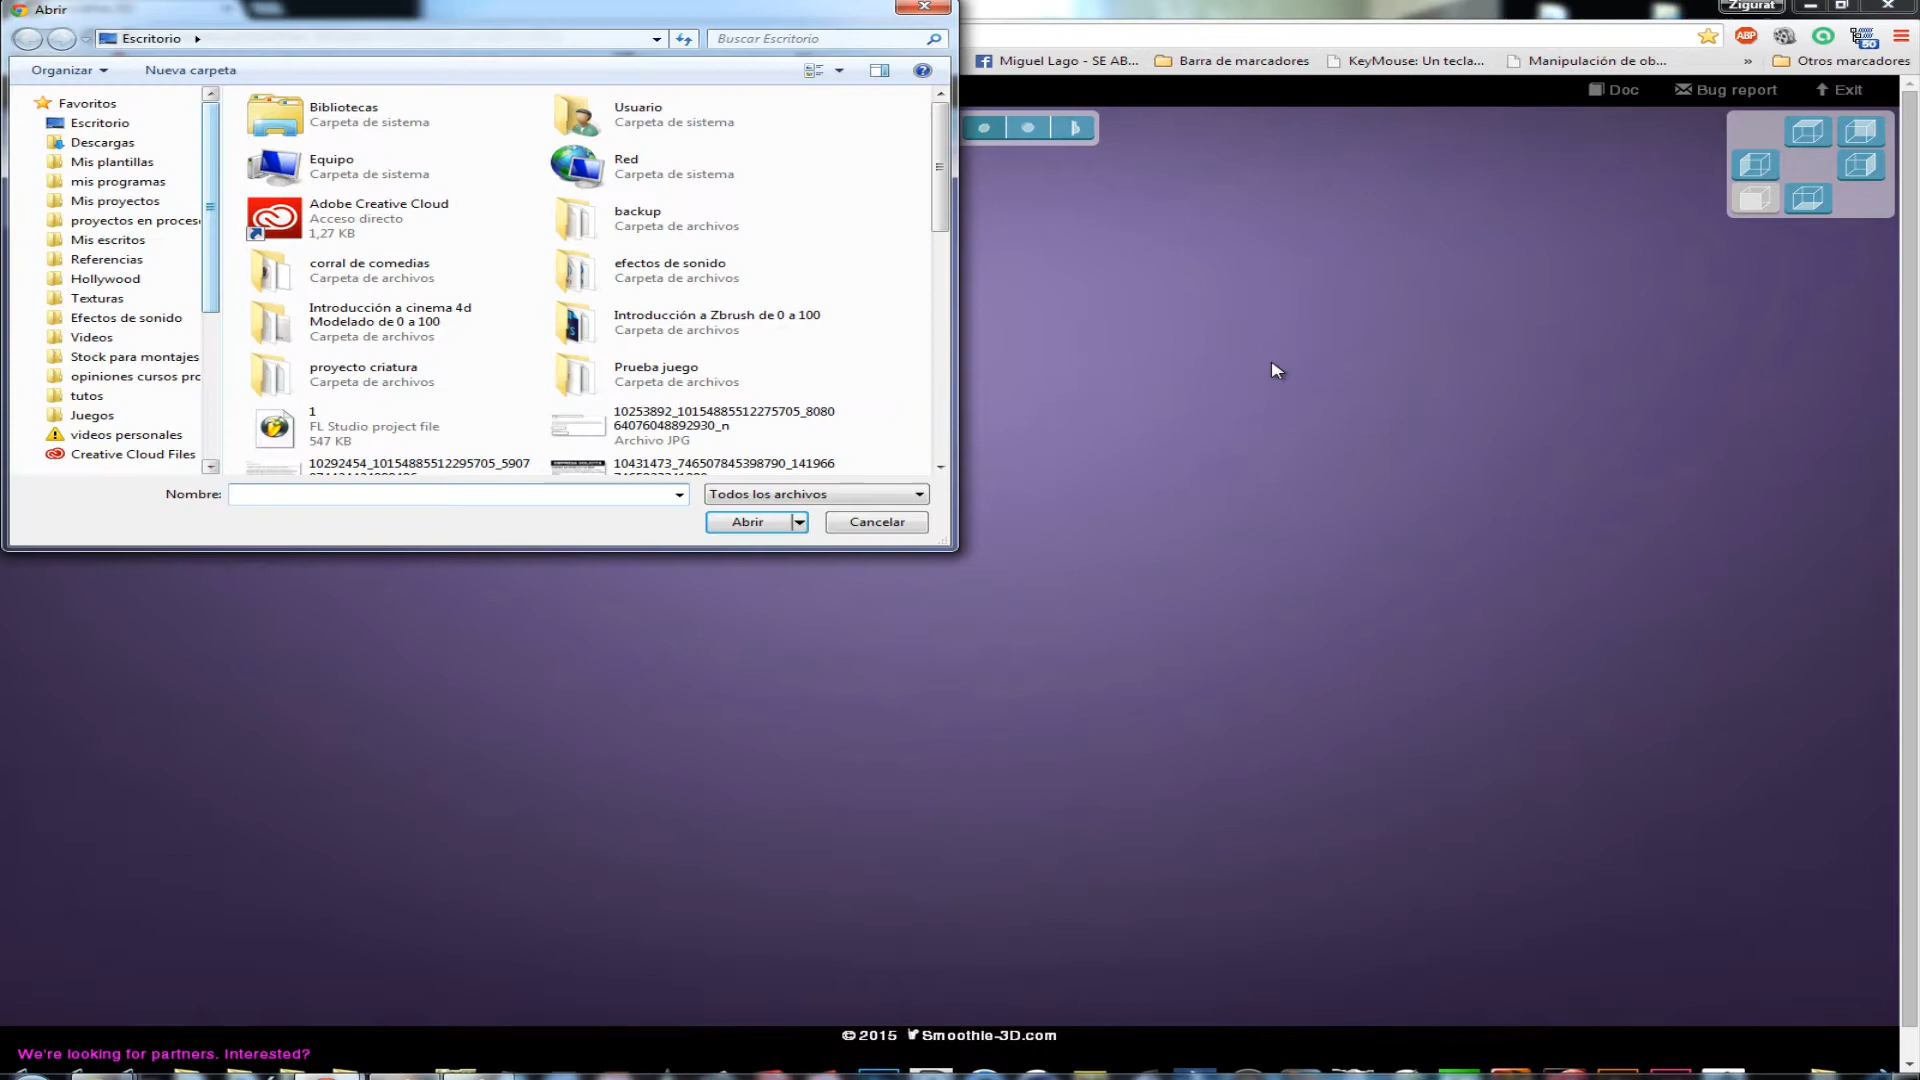 Abrir
Zigurat
Escritorio
Buscar Escritorio
ABP
50
Organizar
Nueva carpeta
Miguel Lago - SE AB...
Barra de marcadores
KeyMouse: Un tecla...
Manipulación de ob...
»
Otros marcadores
Doc
Bug report
Exit
Favoritos
Escritorio
Descargas
Mis plantillas
mis programas
Mis proyectos
proyectos en proces
Mis escritos
Referencias
Hollywood
Texturas
Efectos de sonido
Videos
Stock para montajes
opiniones cursos pro
tutos
Juegos
videos personales
Creative Cloud Files
Bibliotecas
Carpeta de sistema
Usuario
Carpeta de sistema
Equipo
Carpeta de sistema
Red
Carpeta de sistema
Adobe Creative Cloud
Acceso directo
1,27 KB
backup
Carpeta de archivos
corral de comedias
Carpeta de archivos
efectos de sonido
Carpeta de archivos
Introducción a cinema 4d
Modelado de 0 a 100
Carpeta de archivos
Introducción a Zbrush de 0 a 100
Carpeta de archivos
proyecto criatura
Carpeta de archivos
Prueba juego
Carpeta de archivos
1
FL Studio project file
547 KB
10253892_10154885512275705_8080
64076048892930_n
Archivo JPG
10292454_10154885512295705_5907
10431473_746507845398790_141966
Nombre:
Todos los archivos
Abrir
Cancelar
© 2015 Smoothie-3D.com
We're looking for partners. Interested?